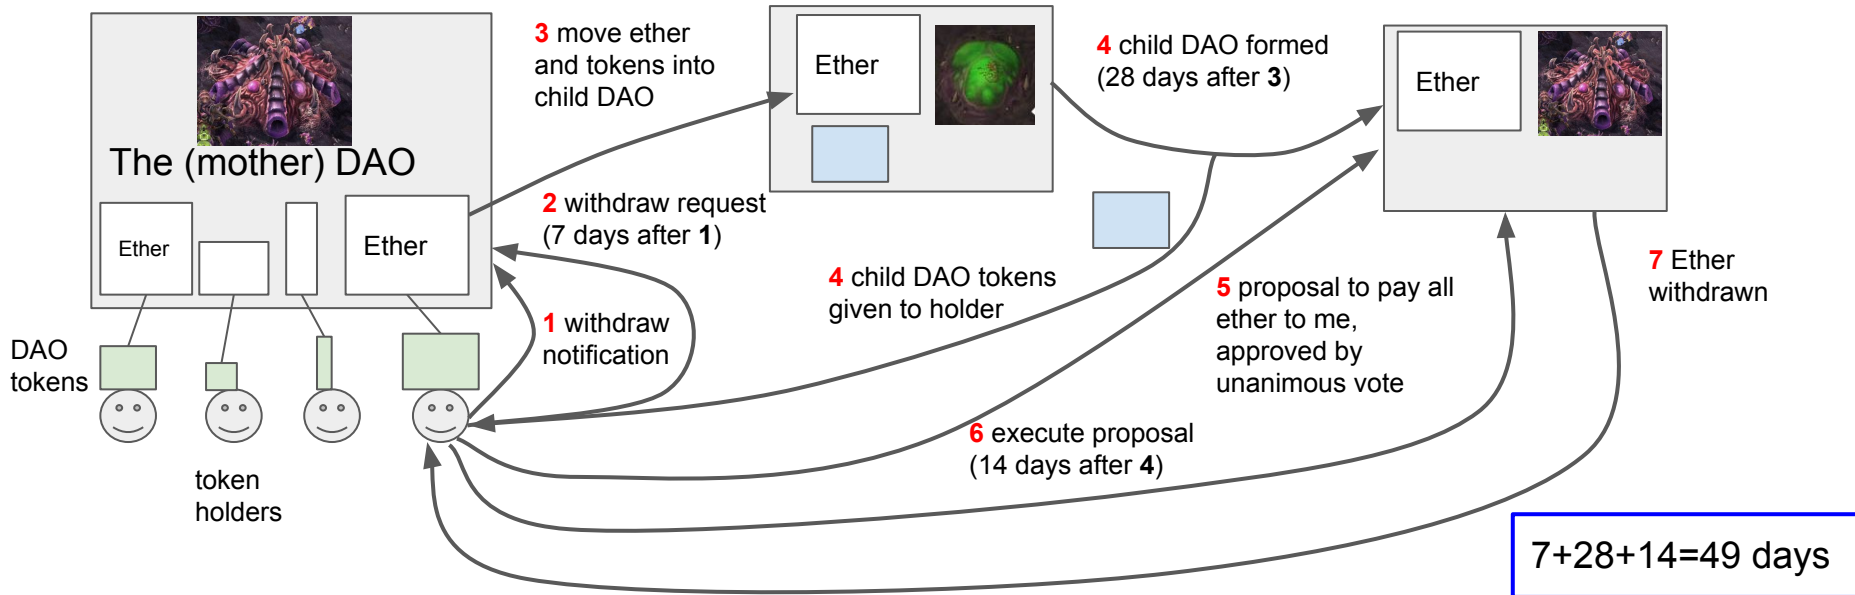 The (mother) DAO
Ether
Ether
DAO
tokens
token
holders
3 move ether
and tokens into
child DAO
2 withdraw request
(7 days after 1)
1 withdraw
notification
Ether
4 child DAO formed
(28 days after 3)
Ether
4 child DAO tokens
given to holder
5 proposal to pay all
ether to me,
approved by
unanimous vote
6 execute proposal
(14 days after 4)
7 Ether
withdrawn
7+28+14=49 days